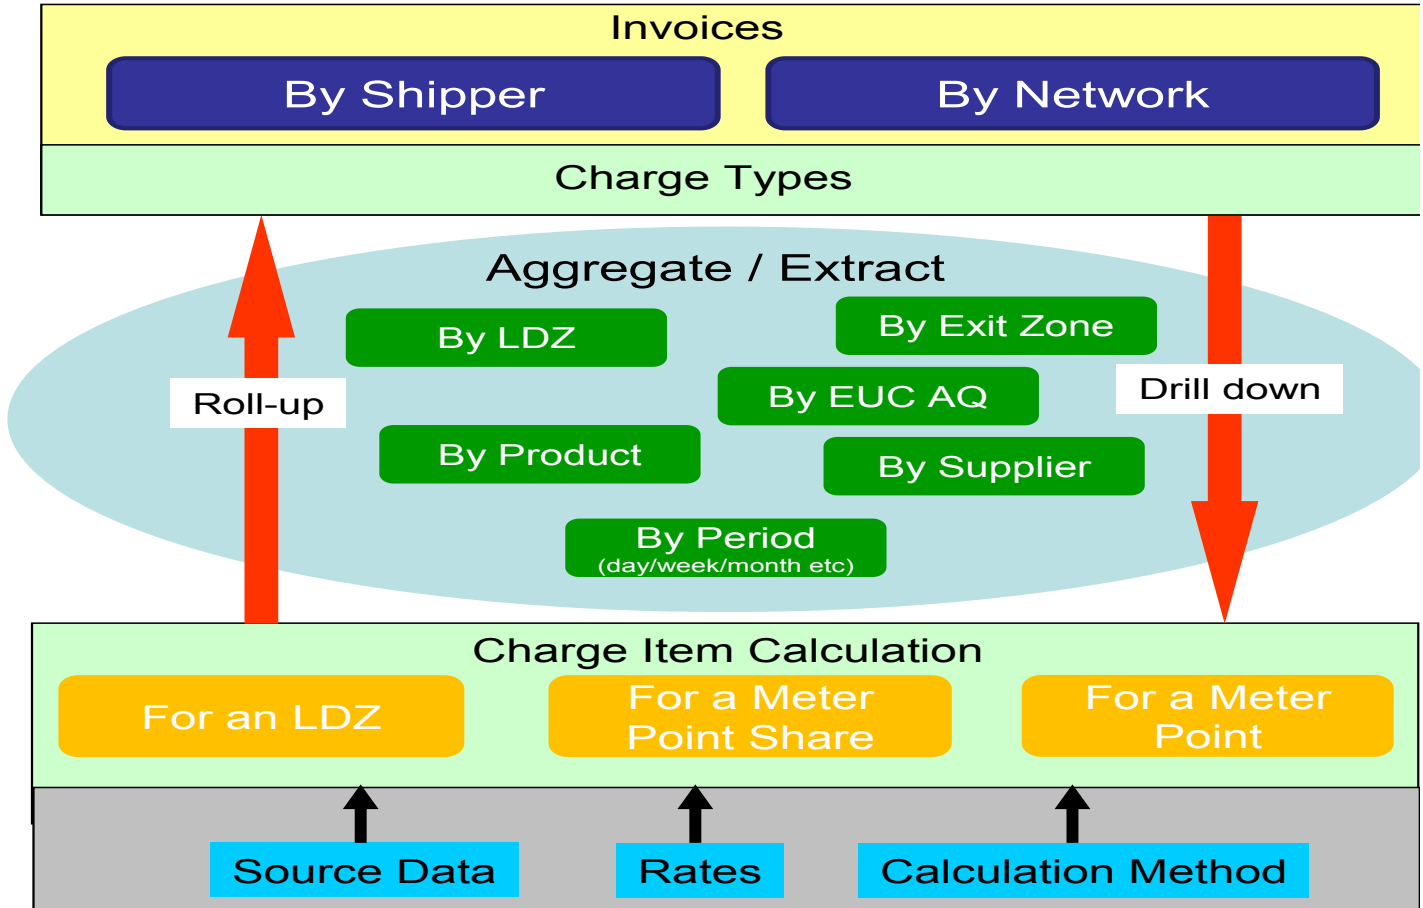 Invoices
By Shipper
By Network
Charge Types
Aggregate / Extract
By LDZ
By Exit Zone
Roll-up
By EUC AQ
Drill down
By Product
By Supplier
By Period
(day/week/month etc)
Charge Item Calculation
For an LDZ
For a Meter
Point Share
For a Meter
Point
Source Data
Rates
Calculation Method